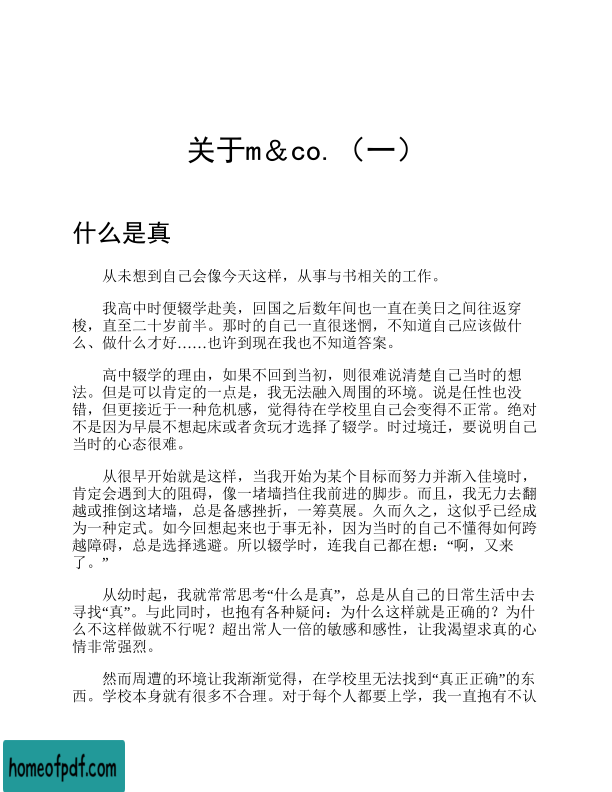 关于m＆co.（一）
什么是真
从未想到自己会像今天这样，从事与书相关的工作。
我高中时便辍学赴美，回国之后数年间也一直在美日之间往返穿
梭，直至二十岁前半。那时的自己一直很迷惘，不知道自己应该做什
么、做什么才好……也许到现在我也不知道答案。
高中辍学的理由，如果不回到当初，则很难说清楚自己当时的想
法。但是可以肯定的一点是，我无法融入周围的环境。说是任性也没
错，但更接近于一种危机感，觉得待在学校里自己会变得不正常。绝对
不是因为早晨不想起床或者贪玩才选择了辍学。时过境迁，要说明自己
当时的心态很难。
从很早开始就是这样，当我开始为某个目标而努力并渐入佳境时，
肯定会遇到大的阻碍，像一堵墙挡住我前进的脚步。而且，我无力去翻
越或推倒这堵墙，总是备感挫折，一筹莫展。久而久之，这似乎已经成
为一种定式。如今回想起来也于事无补，因为当时的自己不懂得如何跨
越障碍，总是选择逃避。所以辍学时，连我自己都在想：“啊，又来
了。”
从幼时起，我就常常思考“什么是真”，总是从自己的日常生活中去
寻找“真”。与此同时，也抱有各种疑问：为什么这样就是正确的？为什
么不这样做就不行呢？超出常人一倍的敏感和感性，让我渴望求真的心
情非常强烈。
然而周遭的环境让我渐渐觉得，在学校里无法找到“真正正确”的东
西。学校本身就有很多不合理。对于每个人都要上学，我一直抱有不认
homeofpdf.com